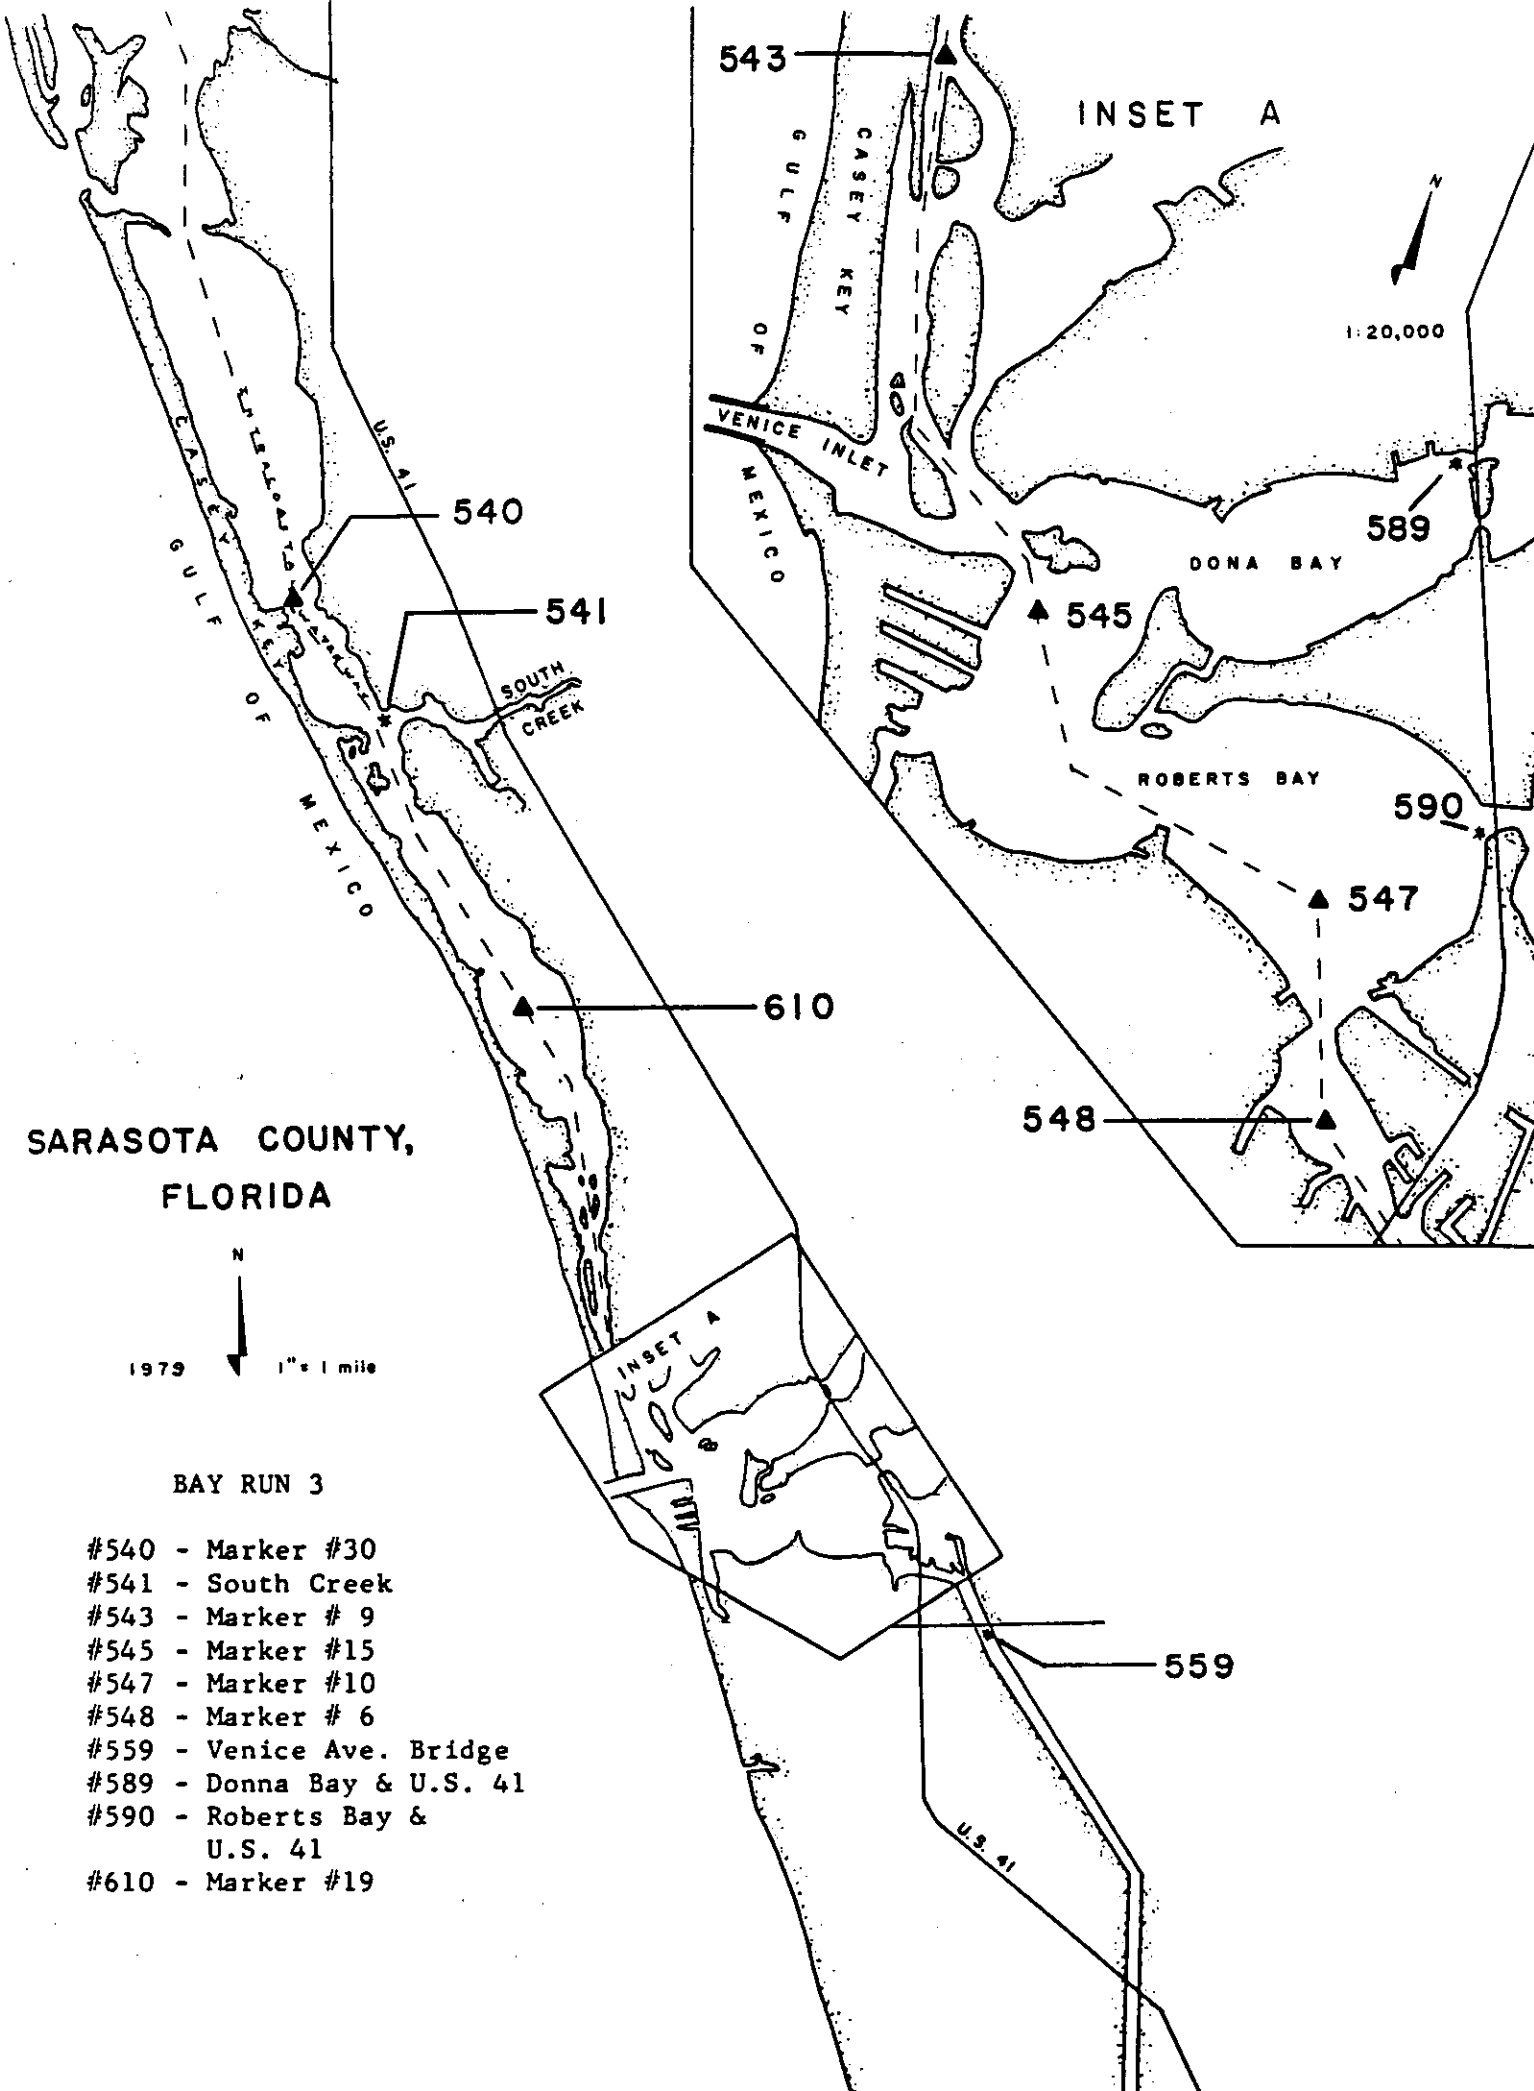 543
INSET A
GULF OF MEXICO
CASEY KEY
N
1:20,000
VENICE INLET
589
DONA BAY
545
ROBERTS BAY
590
547
548
U.S. 41
CASEY KEY
INTRACOASTAL WATERWAY
540
541
GULF OF MEXICO
SOUTH
CREEK
610
SARASOTA COUNTY,
FLORIDA
N
1979 1"= 1 mile
INSET A
559
U.S. 41
BAY RUN 3
#540 - Marker #30
#541 - South Creek
#543 - Marker # 9
#545 - Marker #15
#547 - Marker #10
#548 - Marker # 6
#559 - Venice Ave. Bridge
#589 - Donna Bay & U.S. 41
#590 - Roberts Bay &
U.S. 41
#610 - Marker #19